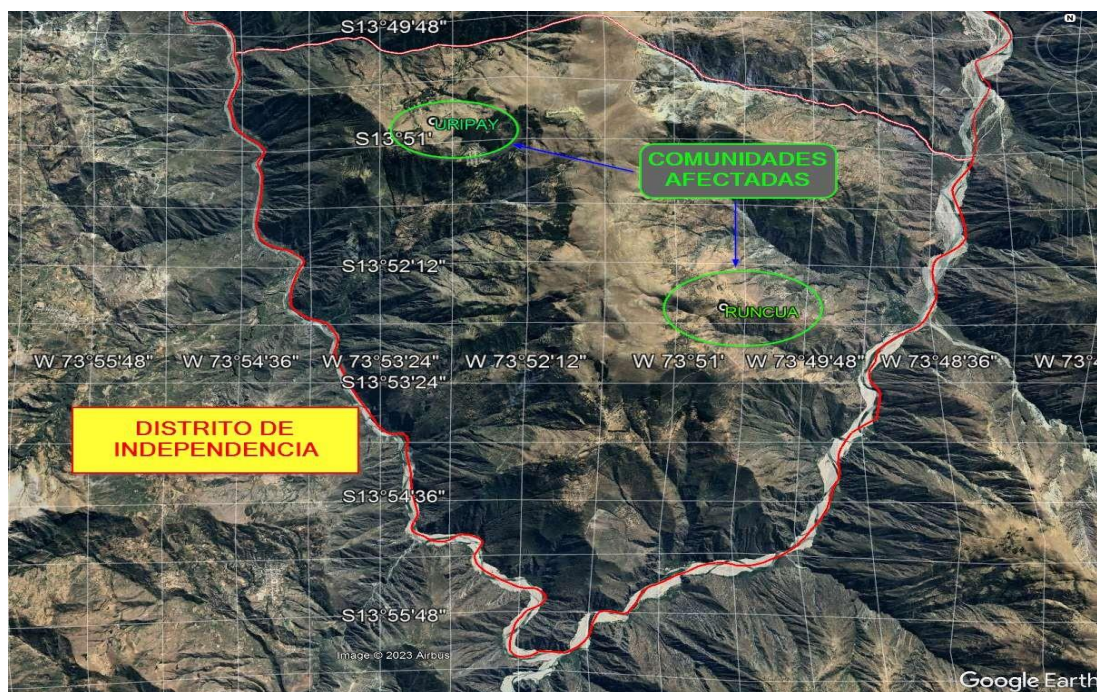 N
S13°49'48"
URIPAY
S13°51'
COMUNIDADES
AFECTADAS
S13°52'12"
RUNCUA
W 73°55'48" W 73°54'36" W 73°53'24" W 73°52'12" W 73°51' W 73°49'48" W 73°48'36" W 73°4
S13°53'24"
DISTRITO DE
INDEPENDENCIA
S13°54'36"
S13°55'48"
Image © 2023 Airbus
Google Earth